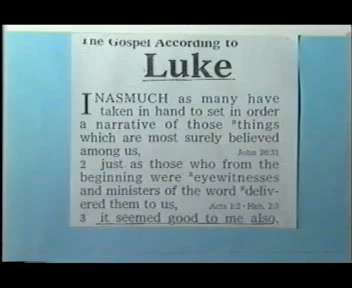 The Gospel According to
Luke
INASMUCH as many have
taken in hand to set in order
a narrative of those *things
which are most surely believed
among us, John 20:31
2 just as those who from the
beginning were *eyewitnesses
and ministers of the word *deliv-
ered them to us, Acts 1:2 · Heb. 2:3
3 it seemed good to me also,